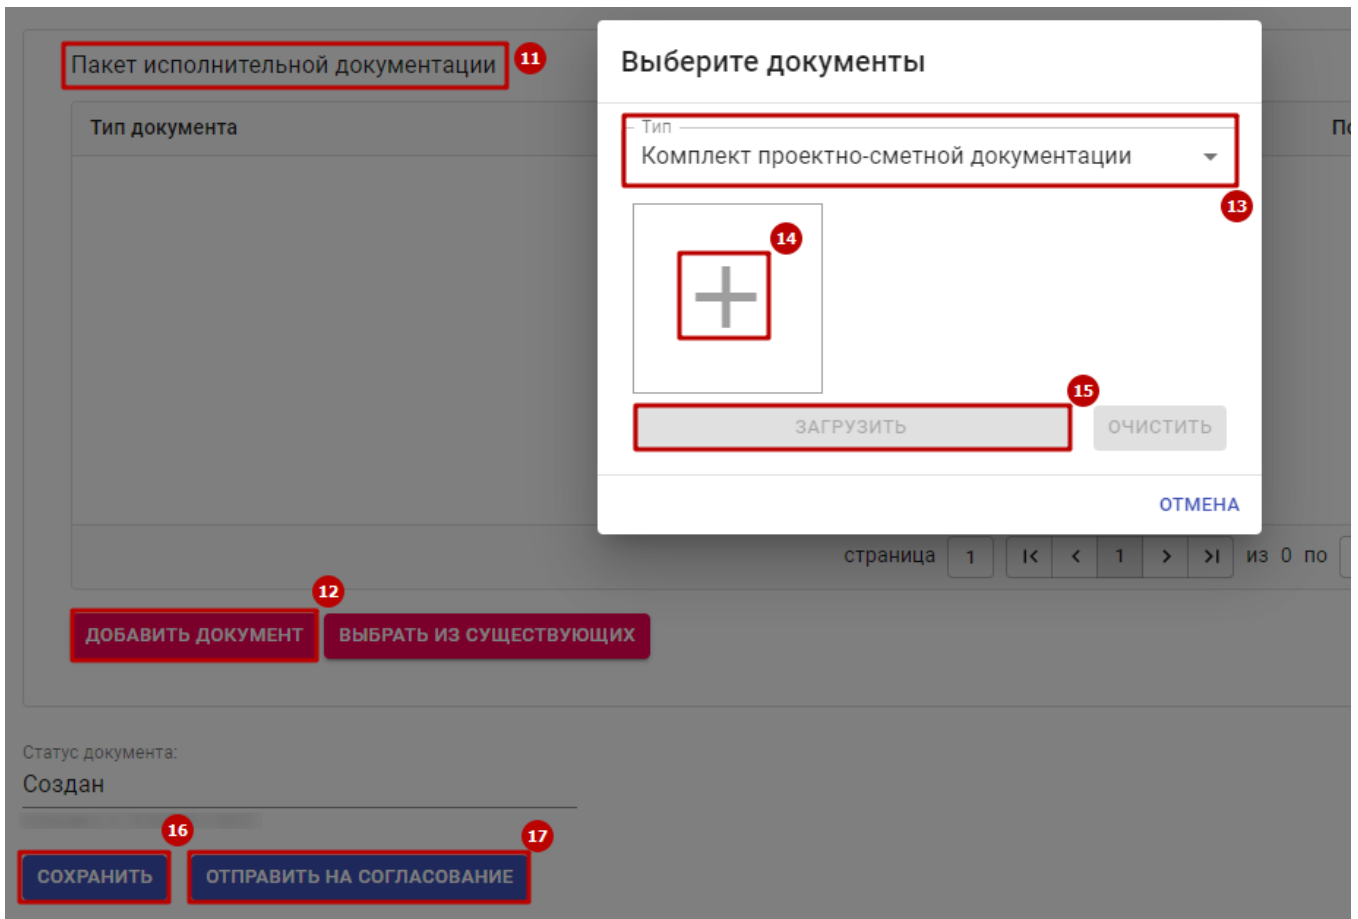 Пакет исполнительной документации 11
Выберите документы
Тип документа
Тип
По
Комплект проектно-сметной документации
13
14
15
ЗАГРУЗИТЬ ОЧИСТИТЬ
ОТМЕНА
страница 1 1 из 0 по
12
ДОБАВИТЬ ДОКУМЕНТ ВЫБРАТЬ ИЗ СУЩЕСТВУЮЩИХ
Статус документа:
Создан
16
17
СОХРАНИТЬ ОТПРАВИТЬ НА СОГЛАСОВАНИЕ